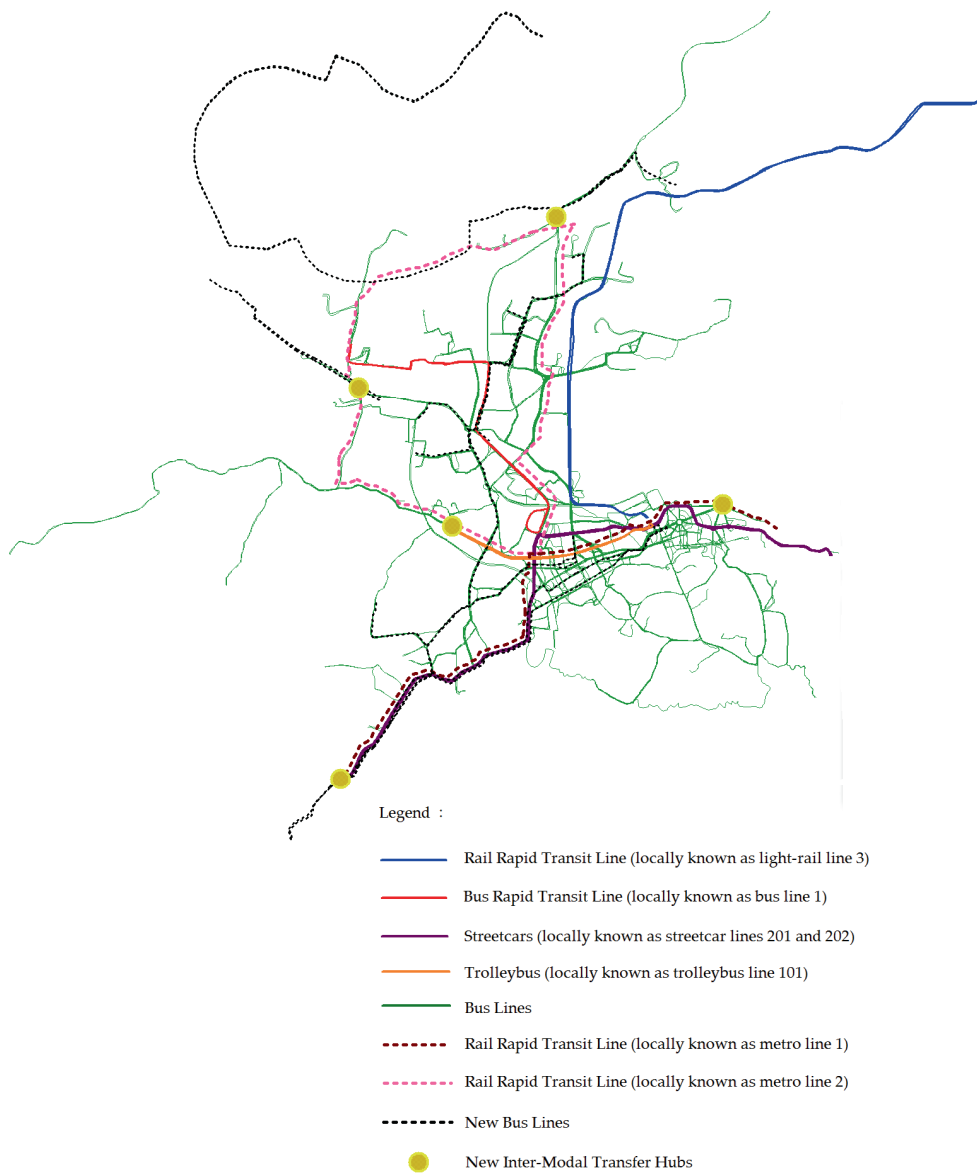 Legend :
Rail Rapid Transit Line (locally known as light-rail line 3)
Bus Rapid Transit Line (locally known as bus line 1)
Streetcars (locally known as streetcar lines 201 and 202)
Trolleybus (locally known as trolleybus line 101)
Bus Lines
Rail Rapid Transit Line (locally known as metro line 1)
Rail Rapid Transit Line (locally known as metro line 2)
New Bus Lines
New Inter-Modal Transfer Hubs